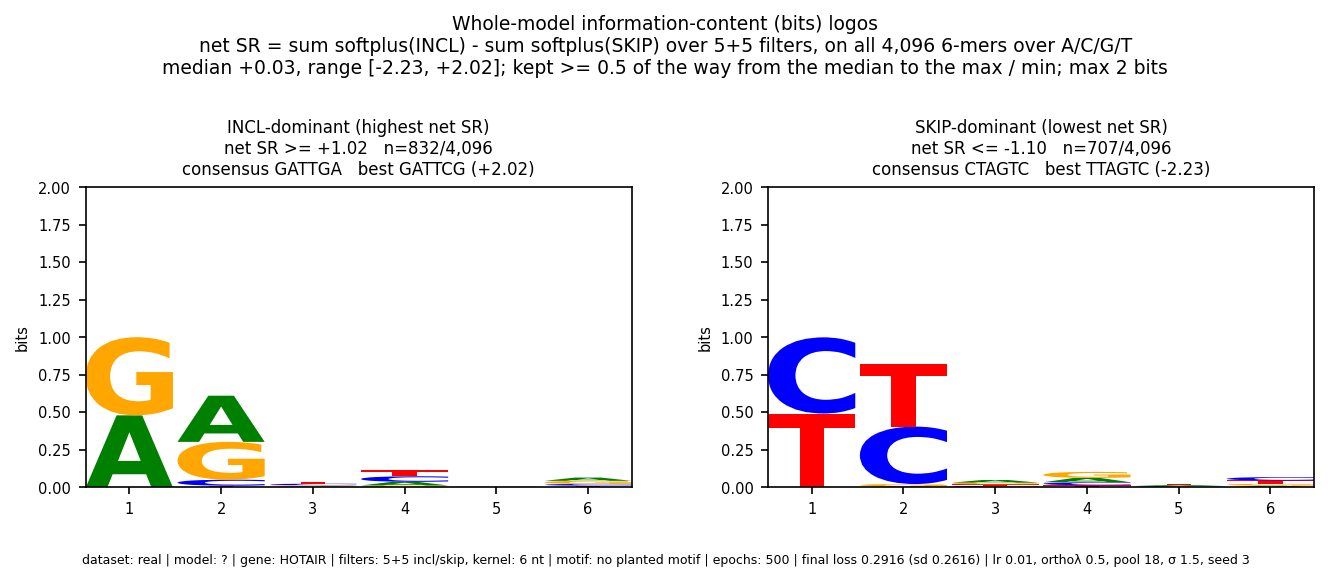 Whole-model information-content (bits) logos
net SR = sum softplus(INCL) - sum softplus(SKIP) over 5+5 filters, on all 4,096 6-mers over A/C/G/T
median +0.03, range [-2.23, +2.02]; kept >= 0.5 of the way from the median to the max / min; max 2 bits
INCL-dominant (highest net SR)
net SR >= +1.02   n=832/4,096
consensus GATTGA   best GATTCG (+2.02)
2.00
1.75
1.50
1.25
1.00
0.75
0.50
0.25
0.00
bits
G
A
A
G
C
C
T
T
C
A
A
G
C
1 2 3 4 5 6
SKIP-dominant (lowest net SR)
net SR <= -1.10   n=707/4,096
consensus CTAGTC   best TTAGTC (-2.23)
2.00
1.75
1.50
1.25
1.00
0.75
0.50
0.25
0.00
bits
C
T
T
C
A
T
G
A
C
T
C
T
1 2 3 4 5 6
dataset: real | model: ? | gene: HOTAIR | filters: 5+5 incl/skip, kernel: 6 nt | motif: no planted motif | epochs: 500 | final loss 0.2916 (sd 0.2616) | lr 0.01, orthoλ 0.5, pool 18, σ 1.5, seed 3